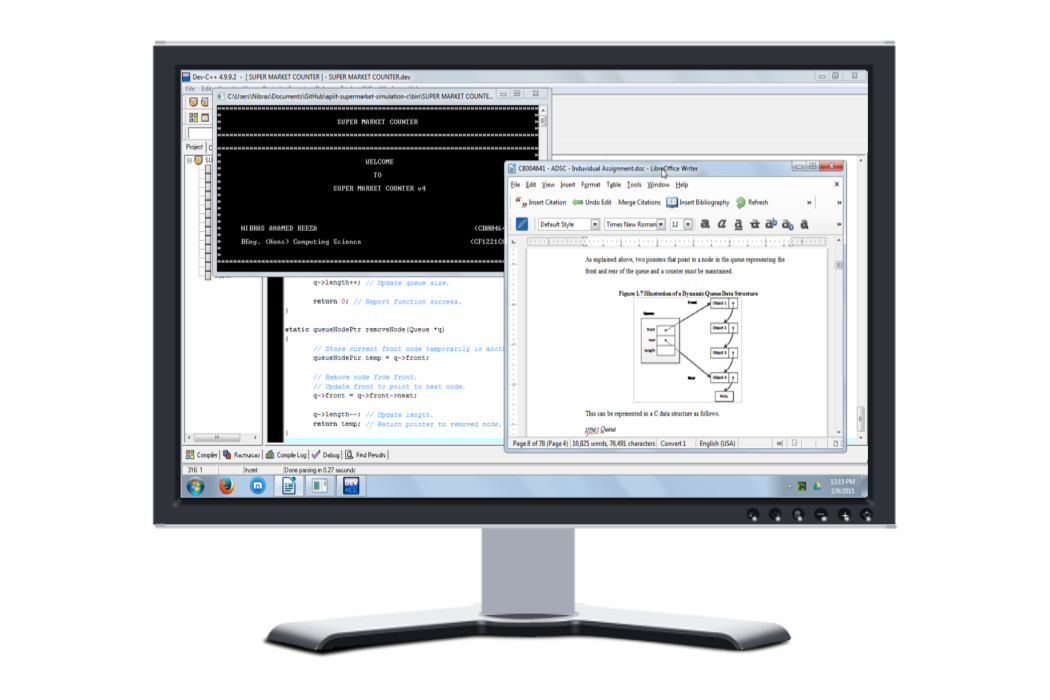 Dev-C++ 4.9.9.2 - [ SUPER MARKET COUNTER ] - SUPER MARKET COUNTER.dev
File Edit
C:\Users\Nibras\Documents\GitHub\apiit-supermarket-simulation-c\bin\SUPER MARKET COUNTE...
SUPER MARKET COUNTER
WELCOME
TO
SUPER MARKET COUNTER v4
NIBRAS AHAMED REEZA (CB00464
BEng. (Hons) Computing Science (CF1221CO
Project
q->length++; // Update queue size.
return 0; // Report function success.
}
static queueNodePtr removeNode(Queue *q)
{
// Store current front node temporarily in anoth
queueNodePtr temp = q->front;
// Remove node from front.
// Update front to point to next node.
q->front = q->front->next;
q->length--; // Update length.
return temp; // Return pointer to removed node.
}
CB004641 - ADSC - Induvidual Assignment.doc - LibreOffice Writer
File Edit View Insert Format Table Tools Window Help
Insert Citation Undo Edit Merge Citations Insert Bibliography Refresh
Default Style Times New Roman 12
As explained above, two pointers that point to a node in the queue representing the
front and rear of the queue and a counter must be maintained.
Figure 1.7 Illustration of a Dynamic Queue Data Structure
Front
Object 1
Queue
Front
Rear
length
Object 2
Object 3
Rear
Object 4
NULL
This can be represented in a C data structure as follows.
Queue
Page 8 of 78 (Page 4) 10,825 words, 76,491 characters Convert 1 English (USA)
Compiler Resources Compile Log Debug Find Results
316: 1 Insert Done parsing in 0.27 seconds
DEV
12:15 PM
2/9/2015